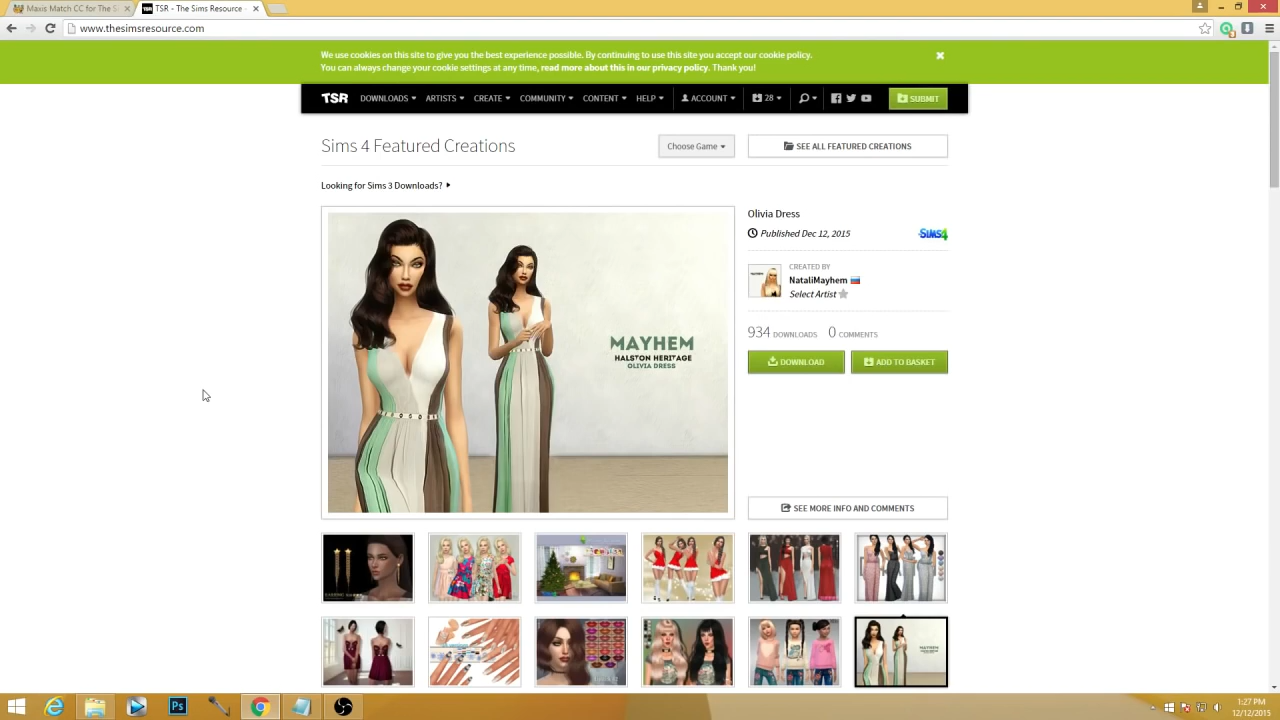 Maxis Match CC for The S
TSR - The Sims Resource -
www.thesimsresource.com
We use cookies on this site to give you the best experience possible. By continuing to use this site you accept our cookie policy.
You can always change your cookie settings at any time, read more about this in our privacy policy. Thank you!
TSR DOWNLOADS ARTISTS CREATE COMMUNITY CONTENT HELP ACCOUNT 28 SUBMIT
Sims 4 Featured Creations
Choose Game
SEE ALL FEATURED CREATIONS
Looking for Sims 3 Downloads?
MAYHEM
HALSTON HERITAGE
OLIVIA DRESS
Olivia Dress
Published Dec 12, 2015
SIMS4
CREATED BY
NataliMayhem
Select Artist
934 DOWNLOADS 0 COMMENTS
DOWNLOAD
ADD TO BASKET
SEE MORE INFO AND COMMENTS
MAYHEM
Ps
1:27 PM
12/12/2015